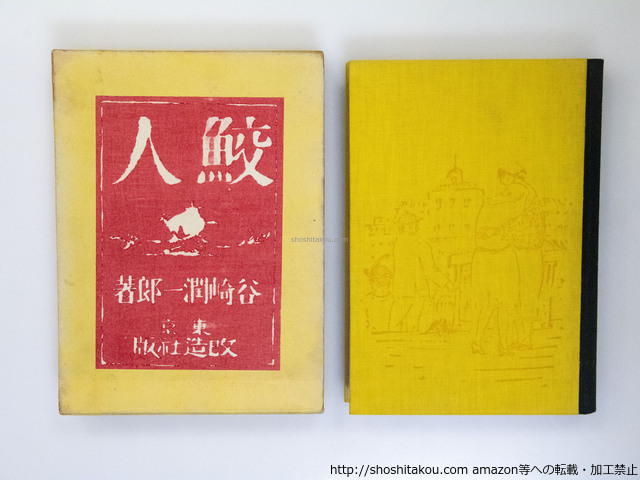 鮫人
谷崎潤一郎著
東京
改造社版
shoshitakou.com
http://shoshitakou.com amazon等への転載・加工禁止